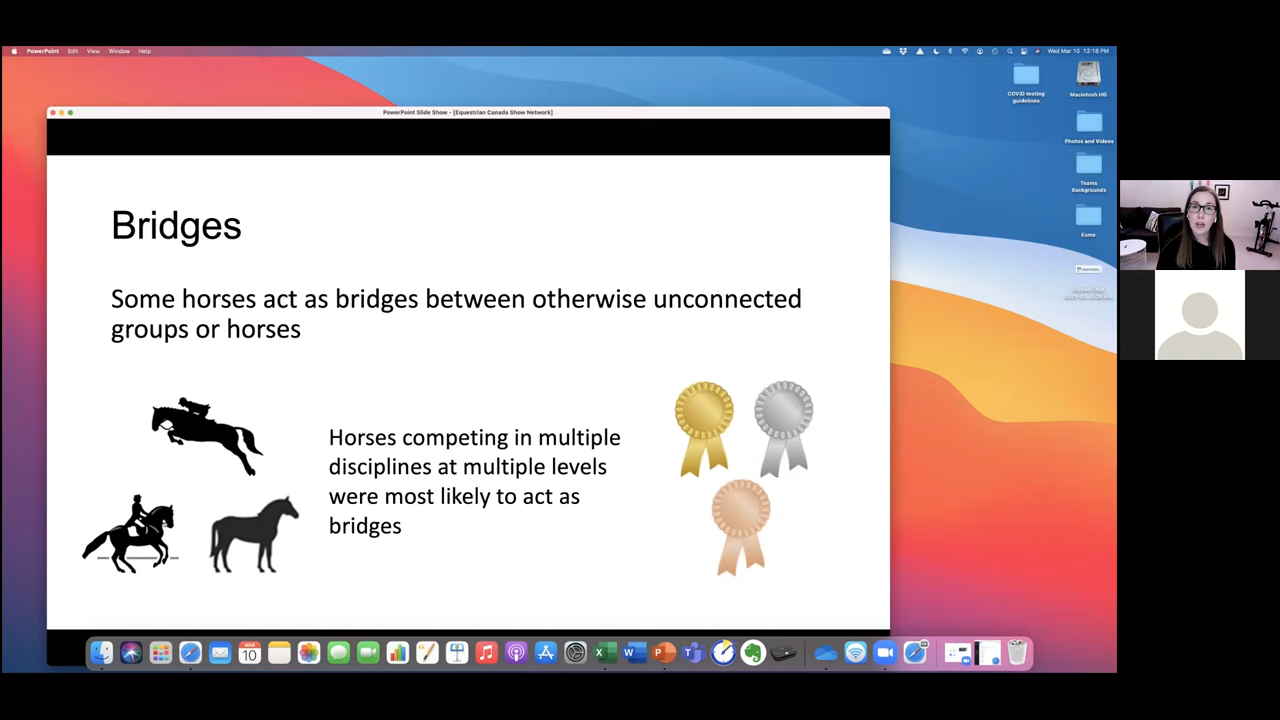 PowerPoint Edit View Window Help
Wed Mar 10 12:18 PM
COVID testing
guidelines
Macintosh HD
PowerPoint Slide Show - [Equestrian Canada Show Network]
Photos and Videos
Teams
Backgrounds
Esme
Bridges
Some horses act as bridges between otherwise unconnected
groups or horses
Horses competing in multiple
disciplines at multiple levels
were most likely to act as
bridges
MAR
10